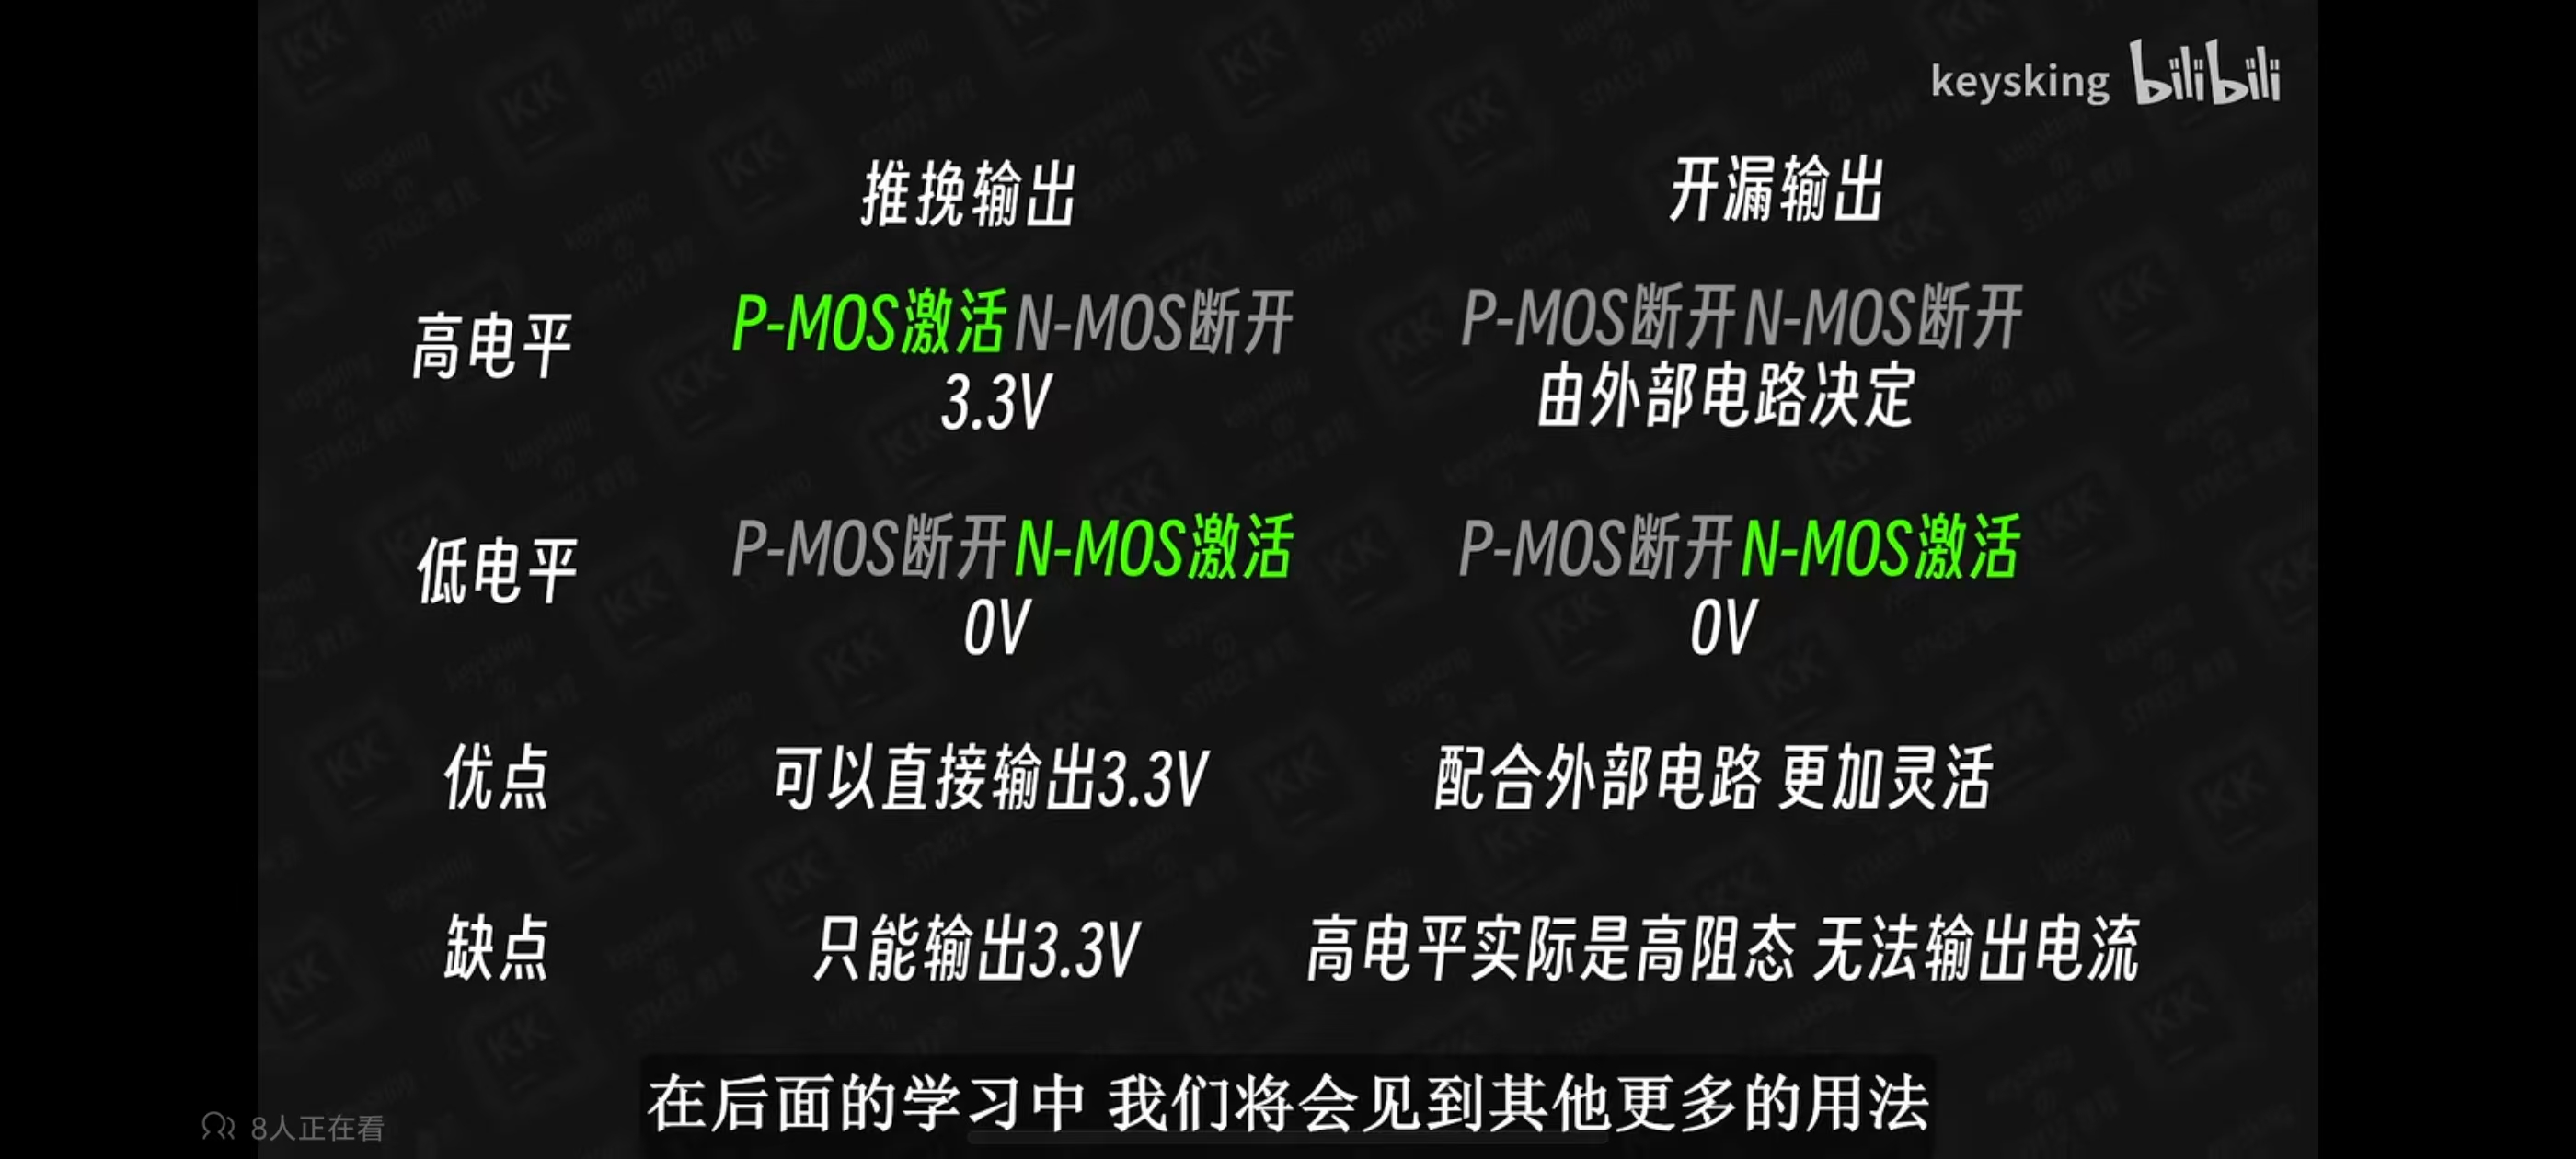 keysking bilibili
推挽输出 开漏输出
高电平 P-MOS激活 N-MOS断开 P-MOS断开 N-MOS断开
3.3V 由外部电路决定
低电平 P-MOS断开 N-MOS激活 P-MOS断开 N-MOS激活
0V 0V
优点 可以直接输出3.3V 配合外部电路 更加灵活
缺点 只能输出3.3V 高电平实际是高阻态 无法输出电流
在后面的学习中 我们将会见到其他更多的用法
8人正在看